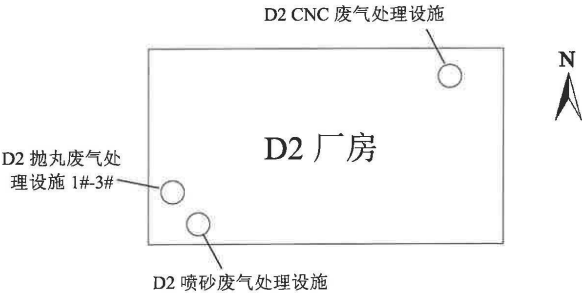 D2 CNC 废气处理设施
N
D2 厂房
D2 抛丸废气处
理设施 1#-3#
D2 喷砂废气处理设施